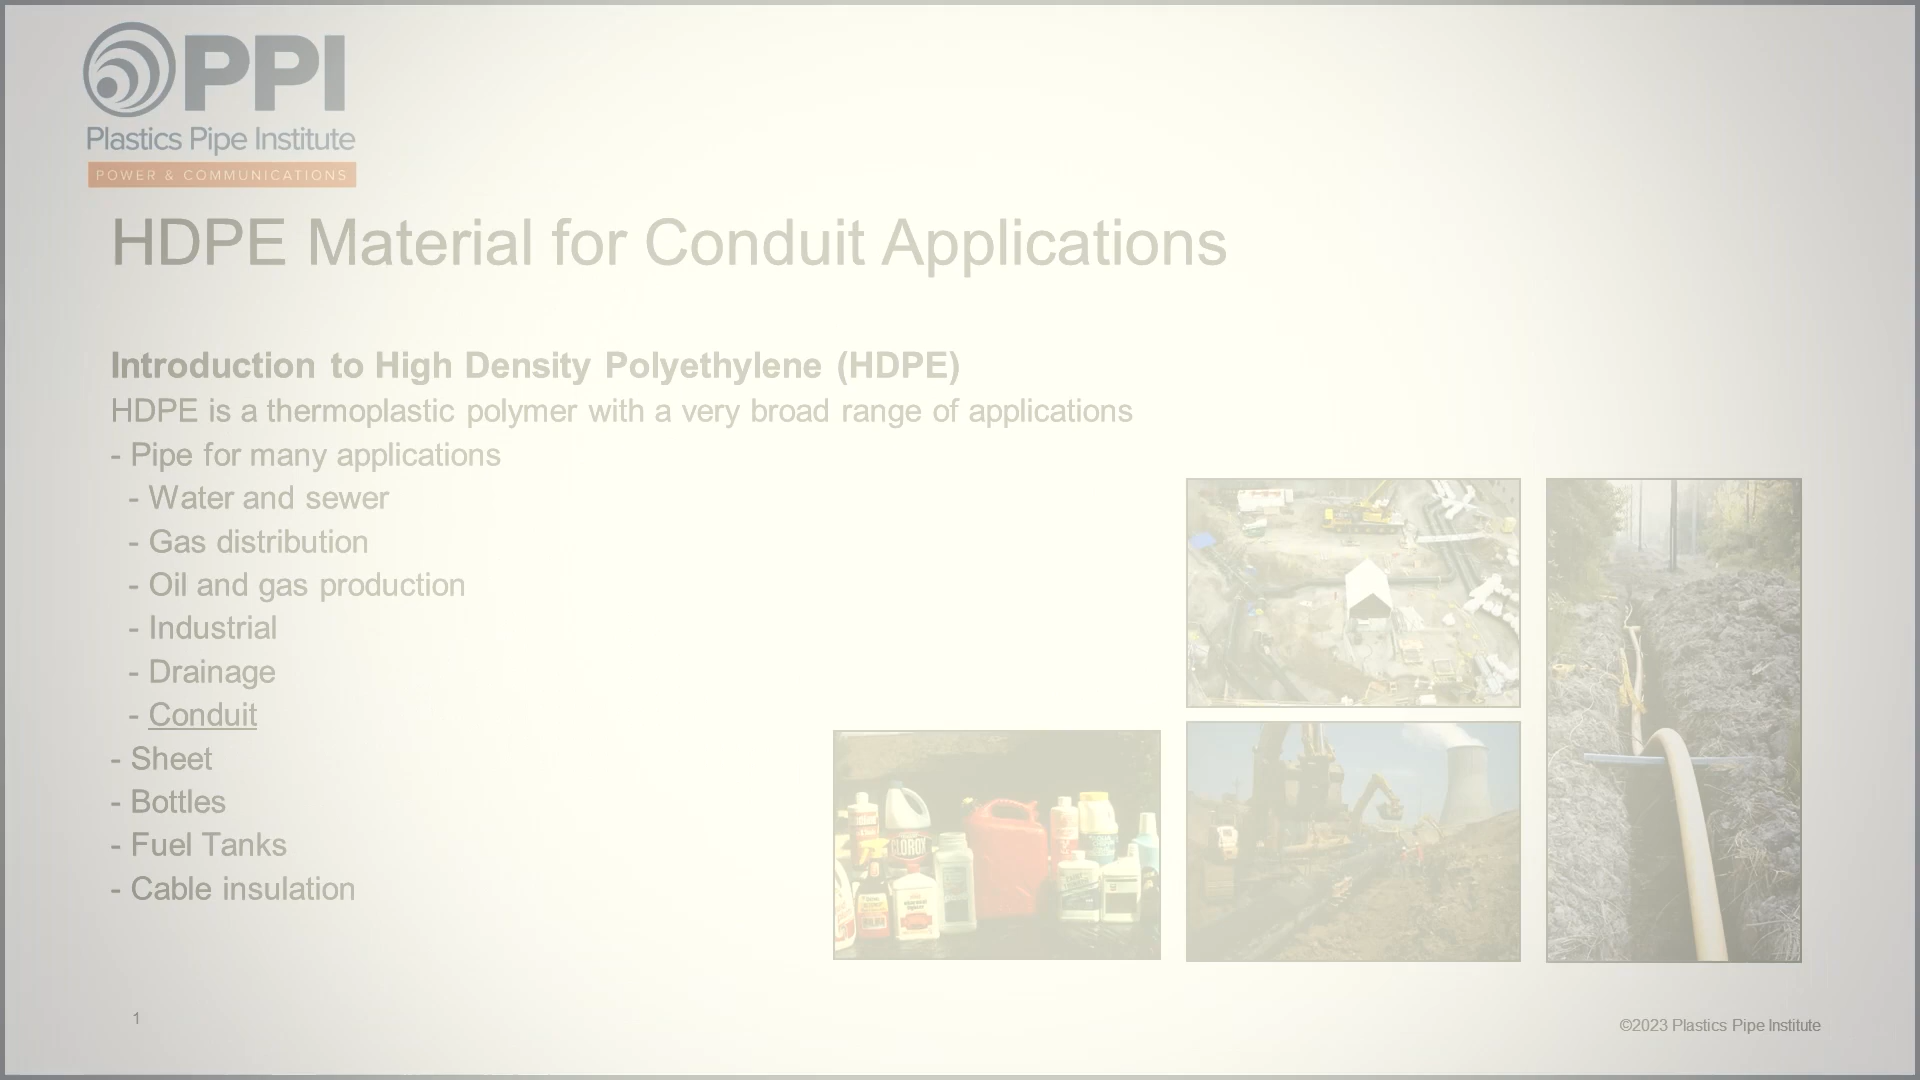 PPI
Plastics Pipe Institute
POWER & COMMUNICATIONS
HDPE Material for Conduit Applications
Introduction to High Density Polyethylene (HDPE)
HDPE is a thermoplastic polymer with a very broad range of applications
- Pipe for many applications
- Water and sewer
- Gas distribution
- Oil and gas production
- Industrial
- Drainage
- Conduit
- Sheet
- Bottles
- Fuel Tanks
- Cable insulation
CLOROX
1
©2023 Plastics Pipe Institute